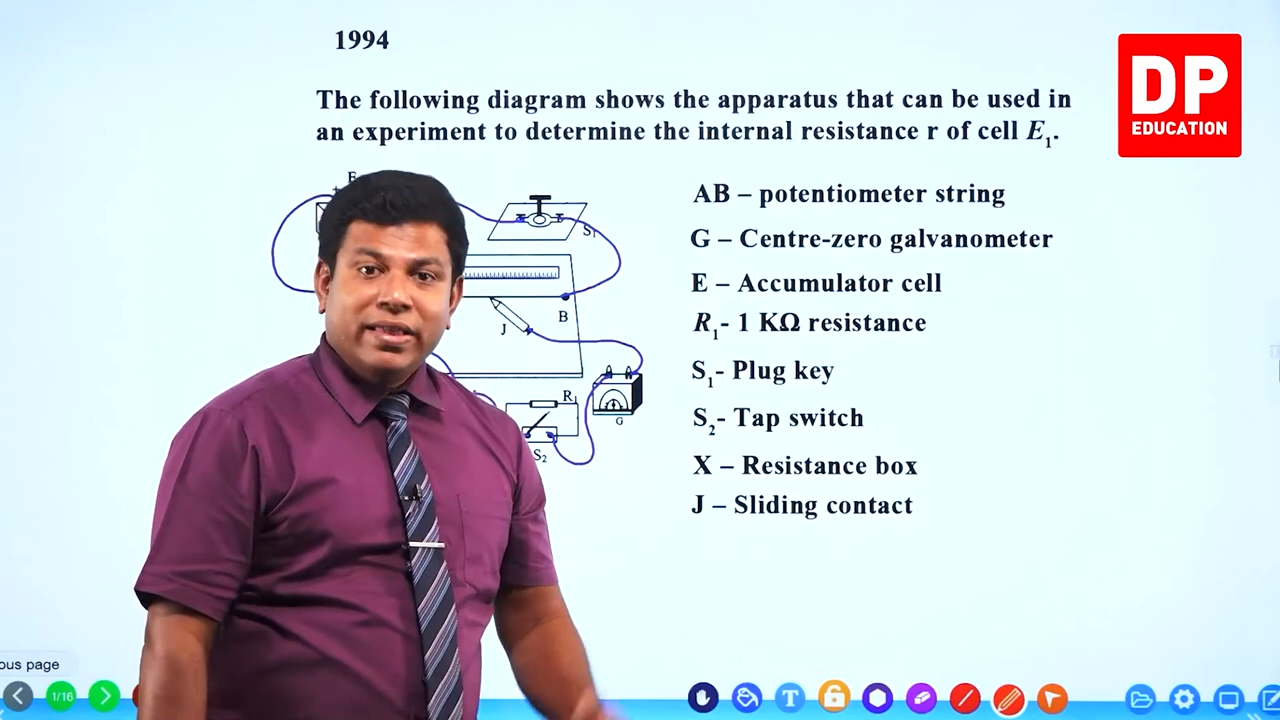 1994
DP
EDUCATION
The following diagram shows the apparatus that can be used in
an experiment to determine the internal resistance r of cell E₁.
E
S₁
AB – potentiometer string
G – Centre-zero galvanometer
E – Accumulator cell
B
J
R₁- 1 KΩ resistance
S₁- Plug key
R₁
G
S₂- Tap switch
S₂
X – Resistance box
J – Sliding contact
ous page
1/16
T